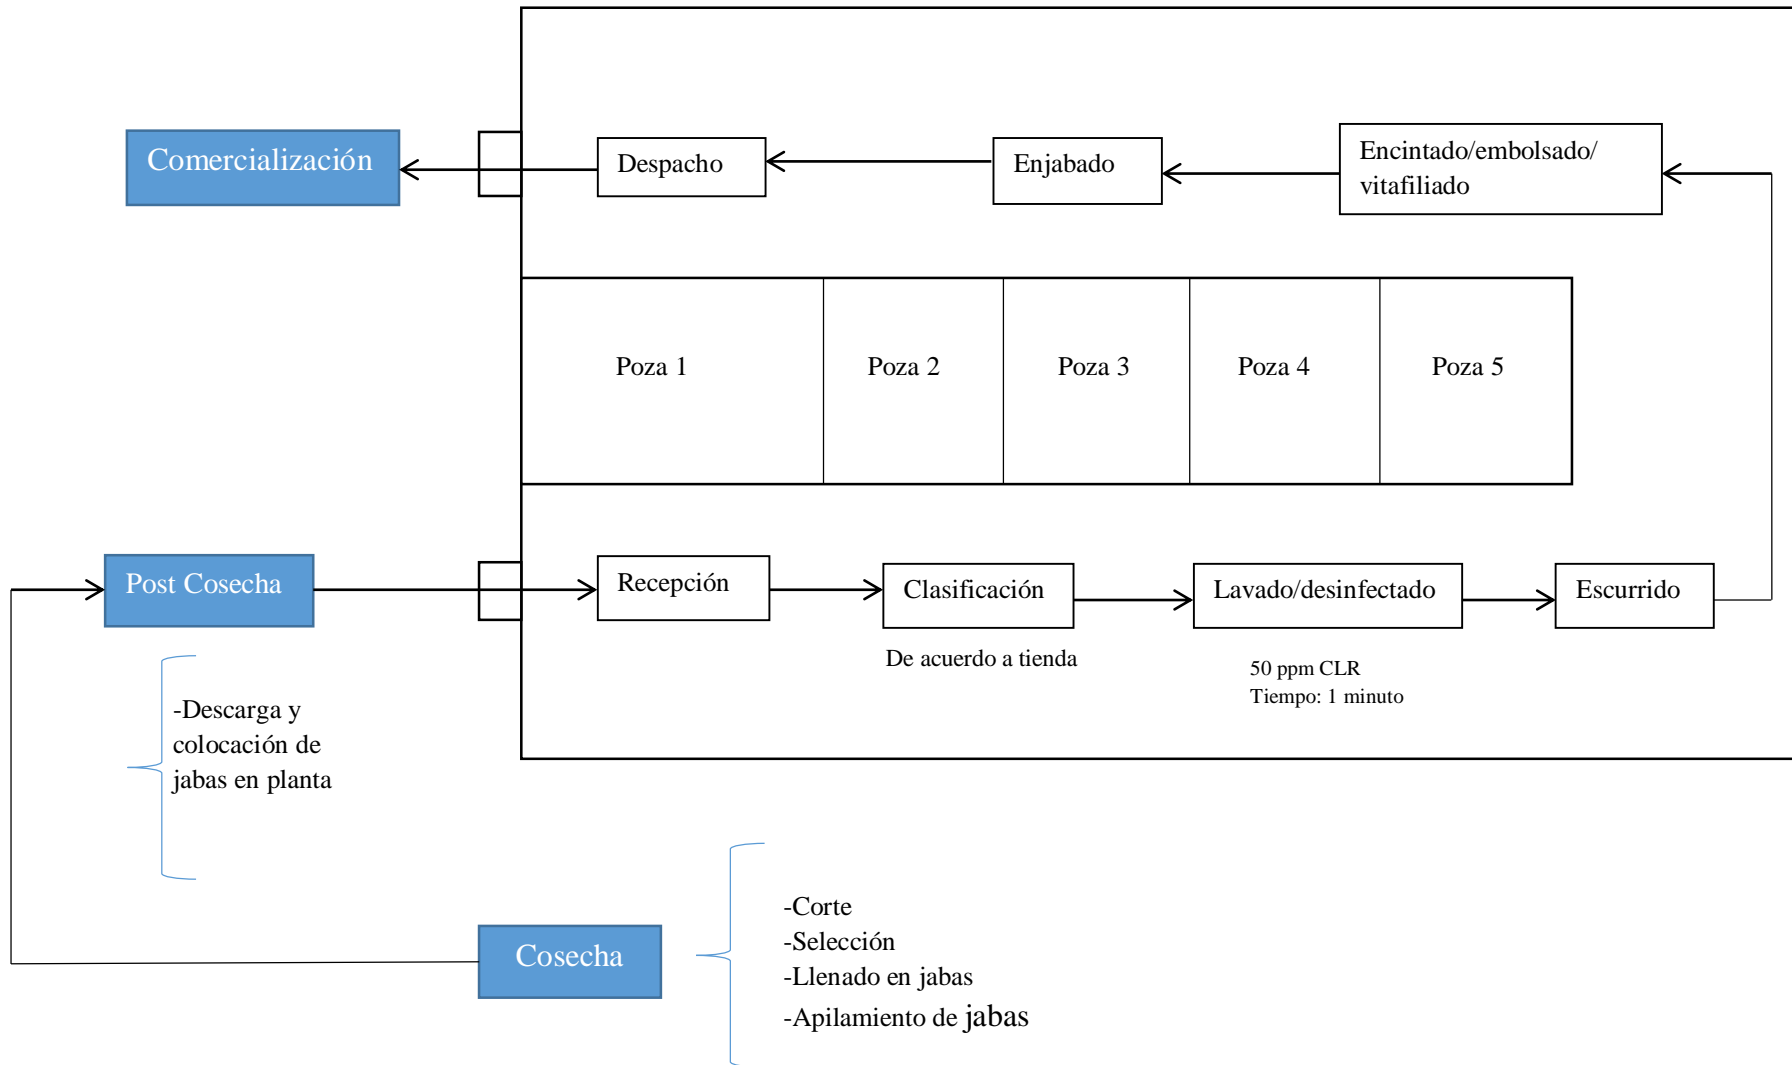 Comercialización
Despacho
Enjabado
Encintado/embolsado/
vitafiliado
Poza 1
Poza 2
Poza 3
Poza 4
Poza 5
Post Cosecha
Recepción
Clasificación
Lavado/desinfectado
Escurrido
De acuerdo a tienda
50 ppm CLR
Tiempo: 1 minuto
-Descarga y
colocación de
jabas en planta
Cosecha
-Corte
-Selección
-Llenado en jabas
-Apilamiento de jabas